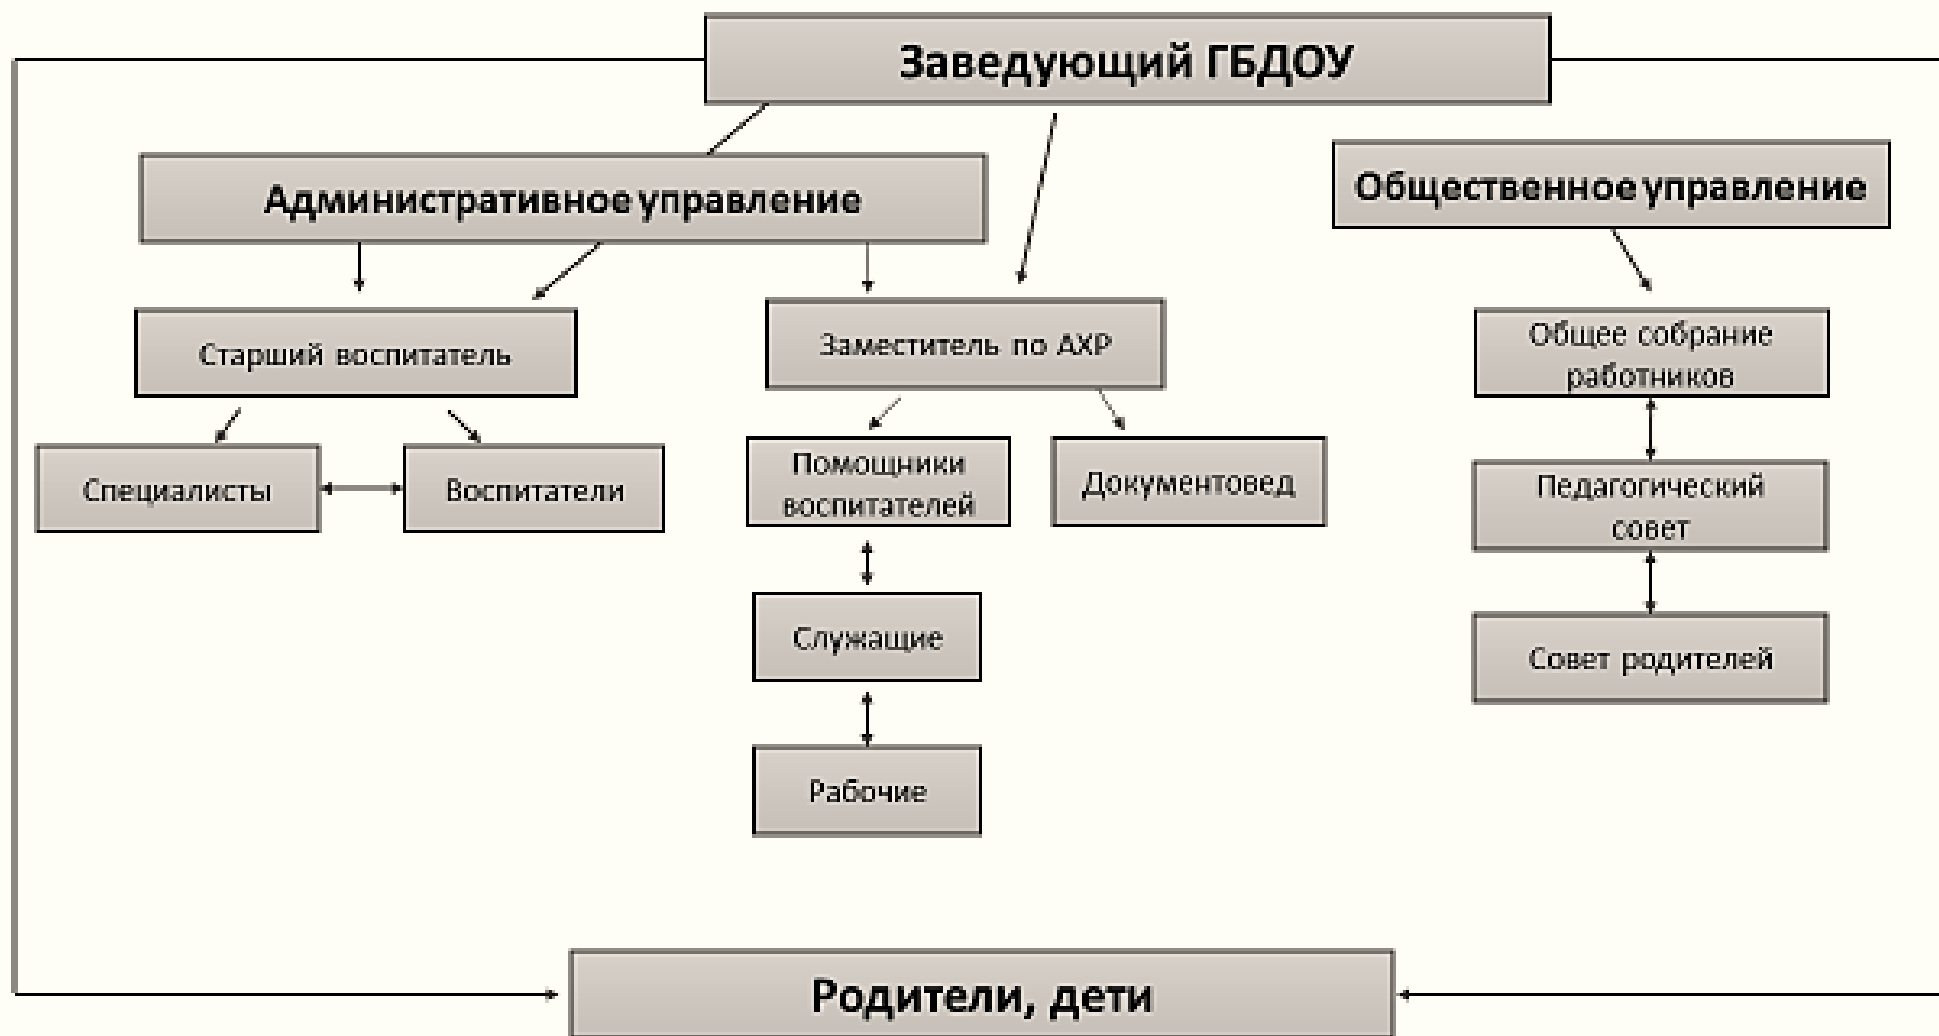 Заведующий ГБДОУ
Административное управление
Общественное управление
Старший воспитатель
Заместитель по АХР
Общее собрание
работников
Специалисты
Воспитатели
Помощники
воспитателей
Документовед
Педагогический
совет
Служащие
Совет родителей
Рабочие
Родители, дети